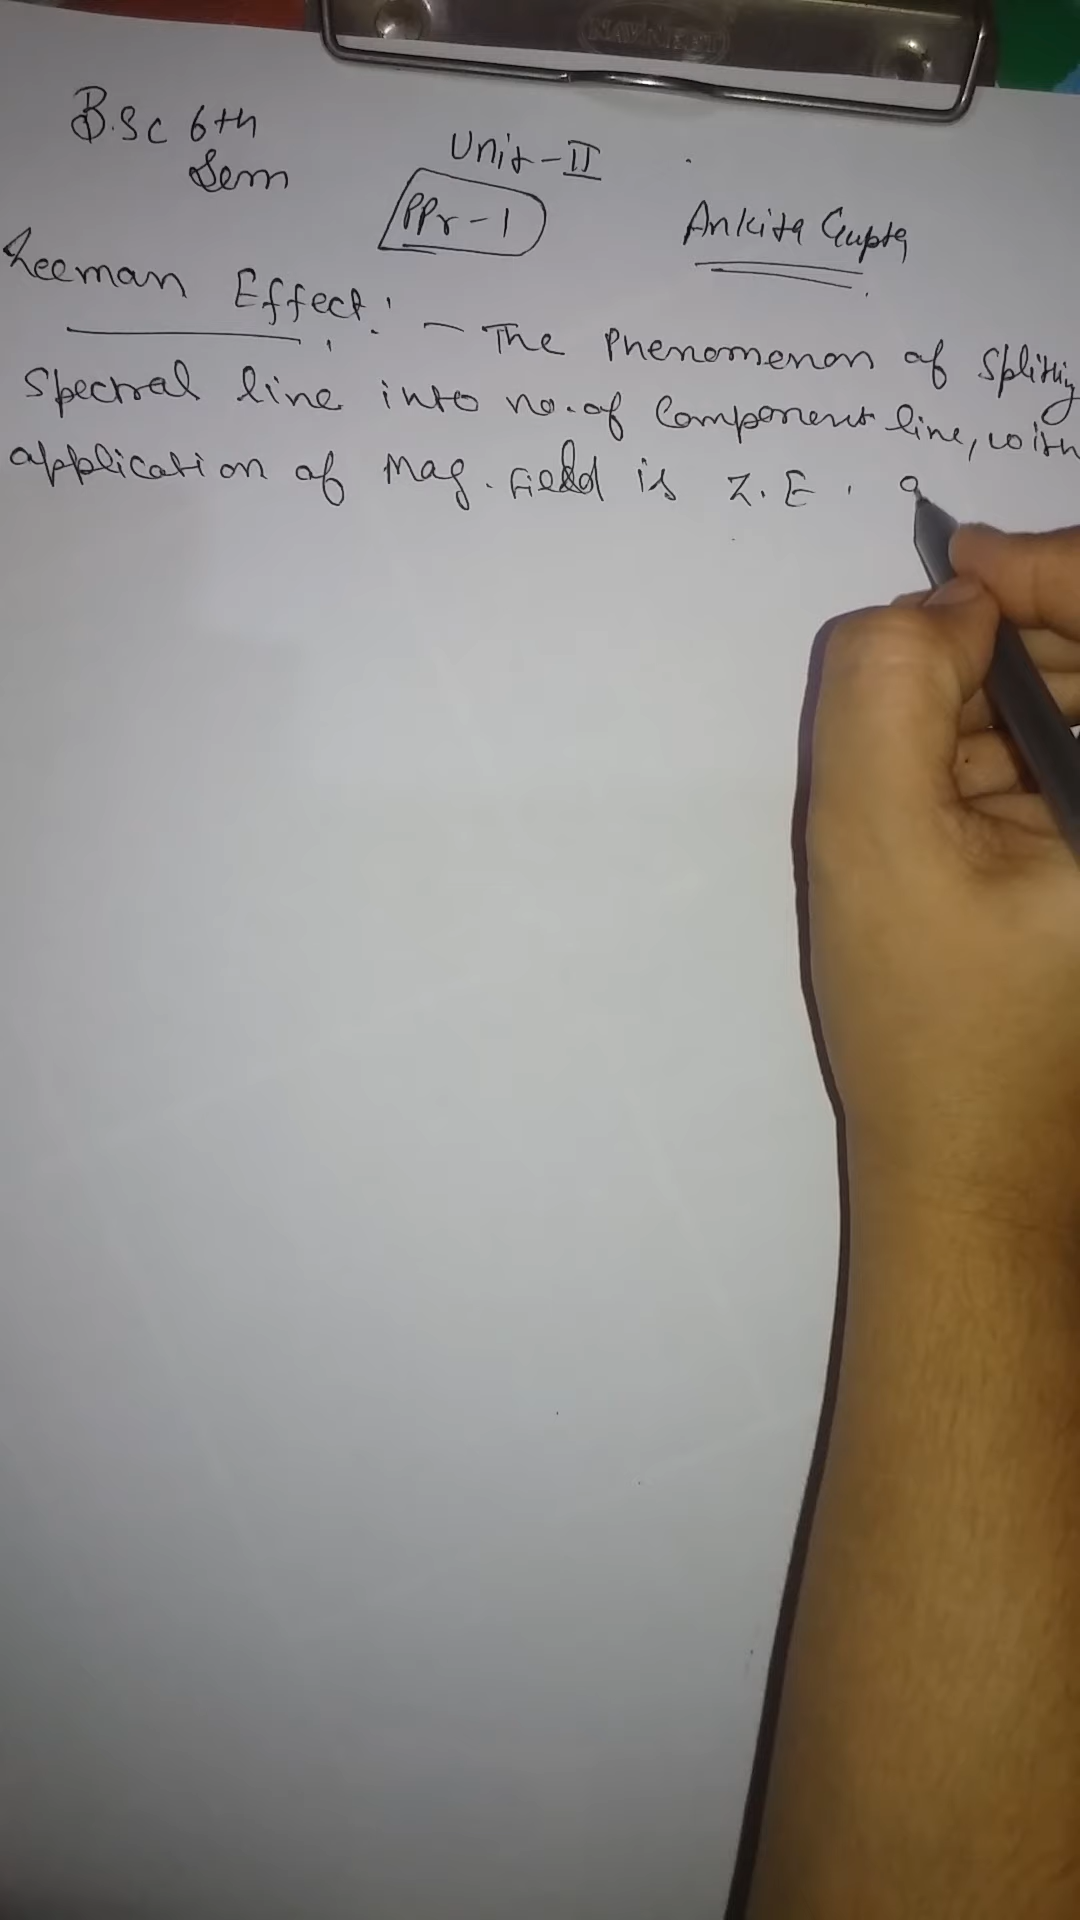 NAVNEET
B.Sc 6th
Sem
Unit-II
PPr-1
Ankita Gupta
Zeeman Effect: - The Phenomenon of Splitting
Spectral line into no. of Component line, with
application of Mag. Field is Z.E.